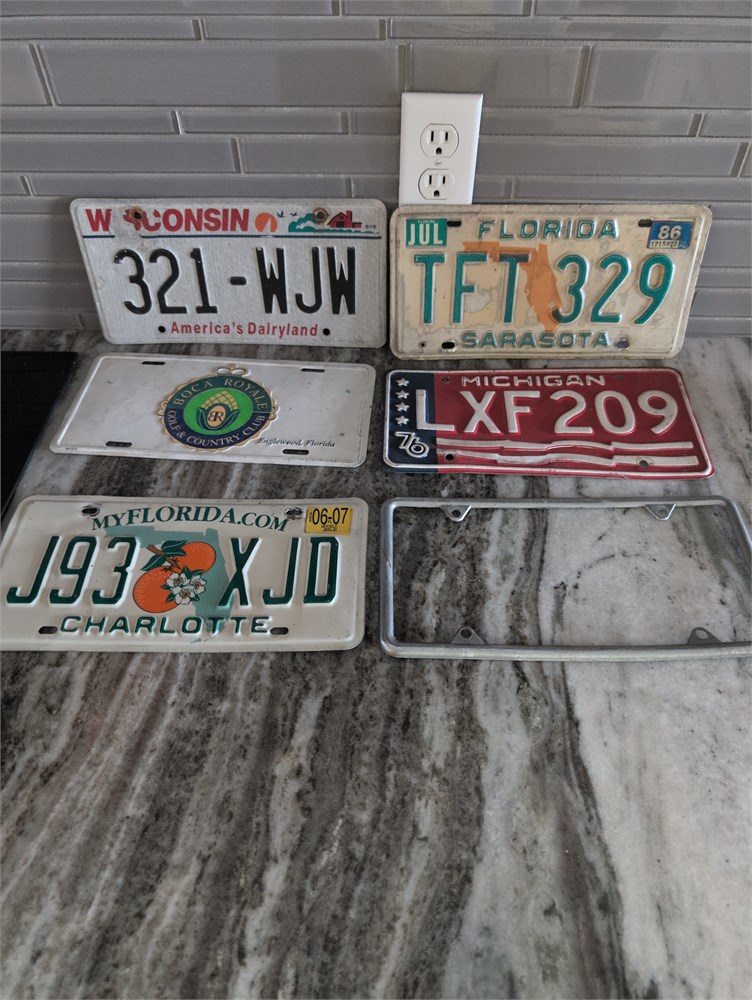 WISCONSIN
321-WJW
America's Dairyland
JUL FLORIDA 86
TFT 329
SARASOTA
BOCA ROYALE
BR
GOLF & COUNTRY CLUB
Englewood, Florida
MICHIGAN
76 LXF 209
MYFLORIDA.COM 06-07
J93 XJD
CHARLOTTE